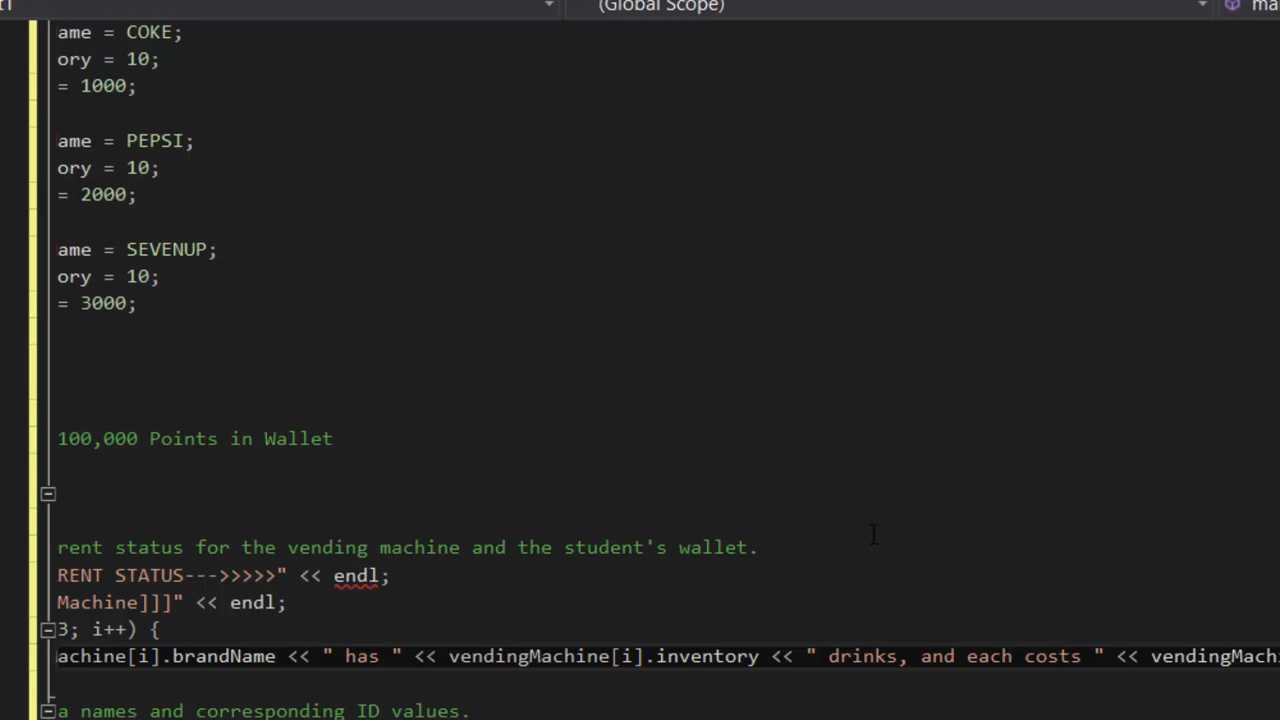 (Global Scope)
ame = COKE;
ory = 10;
= 1000;
ame = PEPSI;
ory = 10;
= 2000;
ame = SEVENUP;
ory = 10;
= 3000;
100,000 Points in Wallet
rent status for the vending machine and the student's wallet.
RENT STATUS--->>>>>" << endl;
Machine]]]" << endl;
3; i++) {
achine[i].brandName << " has " << vendingMachine[i].inventory << " drinks, and each costs " << vendingMachi
a names and corresponding ID values.